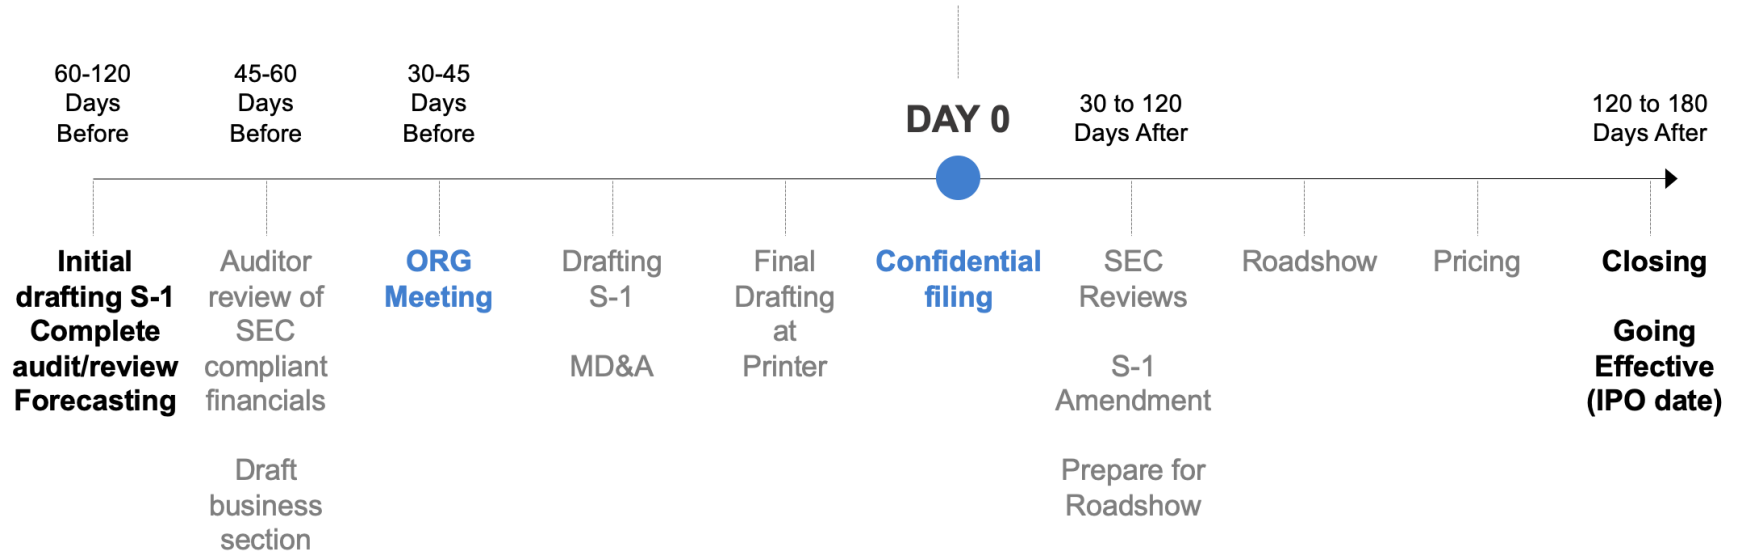 60-120
Days
Before
45-60
Days
Before
30-45
Days
Before
DAY 0
30 to 120
Days After
120 to 180
Days After
Initial
drafting S-1
Complete
audit/review
Forecasting
Auditor
review of
SEC
compliant
financials
Draft
business
section
ORG
Meeting
Drafting
S-1
MD&A
Final
Drafting
at
Printer
Confidential
filing
SEC
Reviews
S-1
Amendment
Prepare for
Roadshow
Roadshow
Pricing
Closing
Going
Effective
(IPO date)